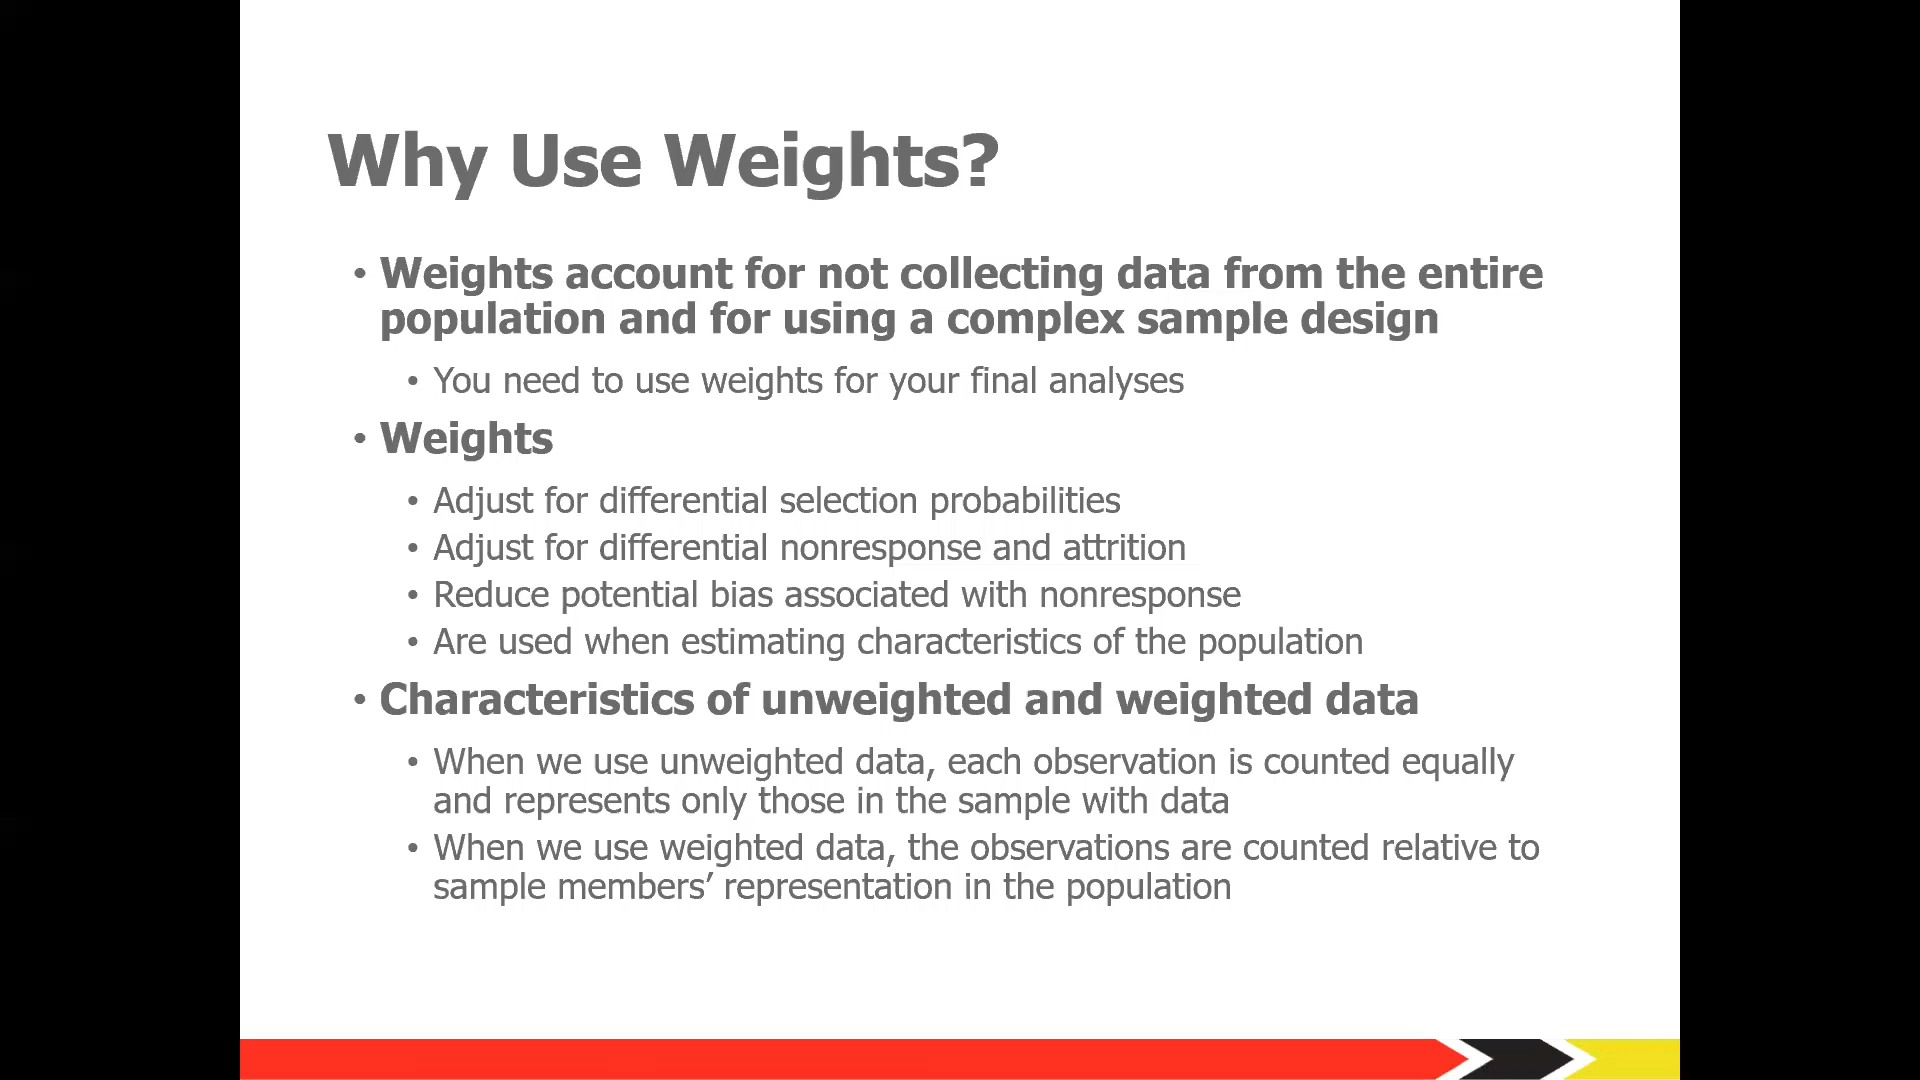 Why Use Weights?
• Weights account for not collecting data from the entire
population and for using a complex sample design
• You need to use weights for your final analyses
• Weights
• Adjust for differential selection probabilities
• Adjust for differential nonresponse and attrition
• Reduce potential bias associated with nonresponse
• Are used when estimating characteristics of the population
• Characteristics of unweighted and weighted data
• When we use unweighted data, each observation is counted equally
and represents only those in the sample with data
• When we use weighted data, the observations are counted relative to
sample members’ representation in the population